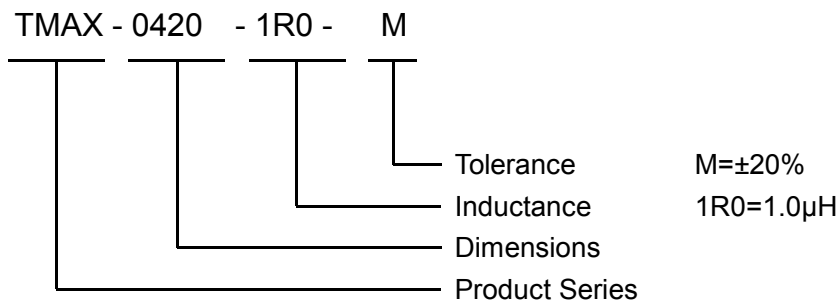 TMAX - 0420 - 1R0 - M
Tolerance M=±20%
Inductance 1R0=1.0µH
Dimensions
Product Series